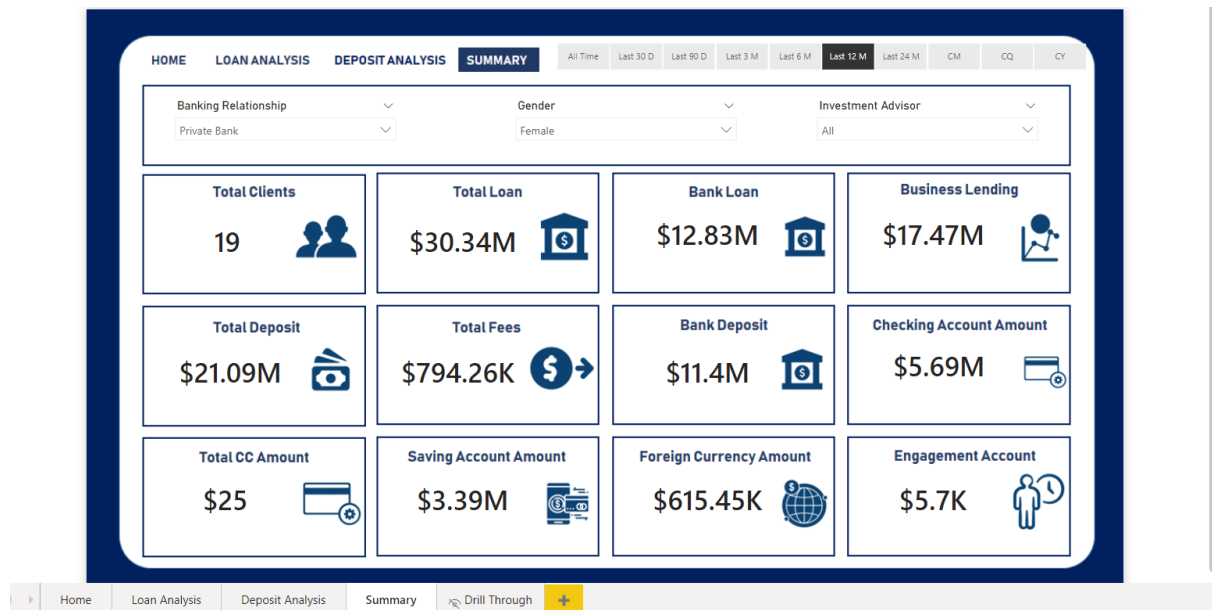 HOME LOAN ANALYSIS DEPOSIT ANALYSIS SUMMARY All Time Last 30 D Last 90 D Last 3 M Last 6 M Last 12 M Last 24 M CM CQ CY
Banking Relationship Gender Investment Advisor
Private Bank Female All
Total Clients Total Loan Bank Loan Business Lending
19 $30.34M $12.83M $17.47M
Total Deposit Total Fees Bank Deposit Checking Account Amount
$21.09M $794.26K $11.4M $5.69M
Total CC Amount Saving Account Amount Foreign Currency Amount Engagement Account
$25 $3.39M $615.45K $5.7K
Home Loan Analysis Deposit Analysis Summary Drill Through +